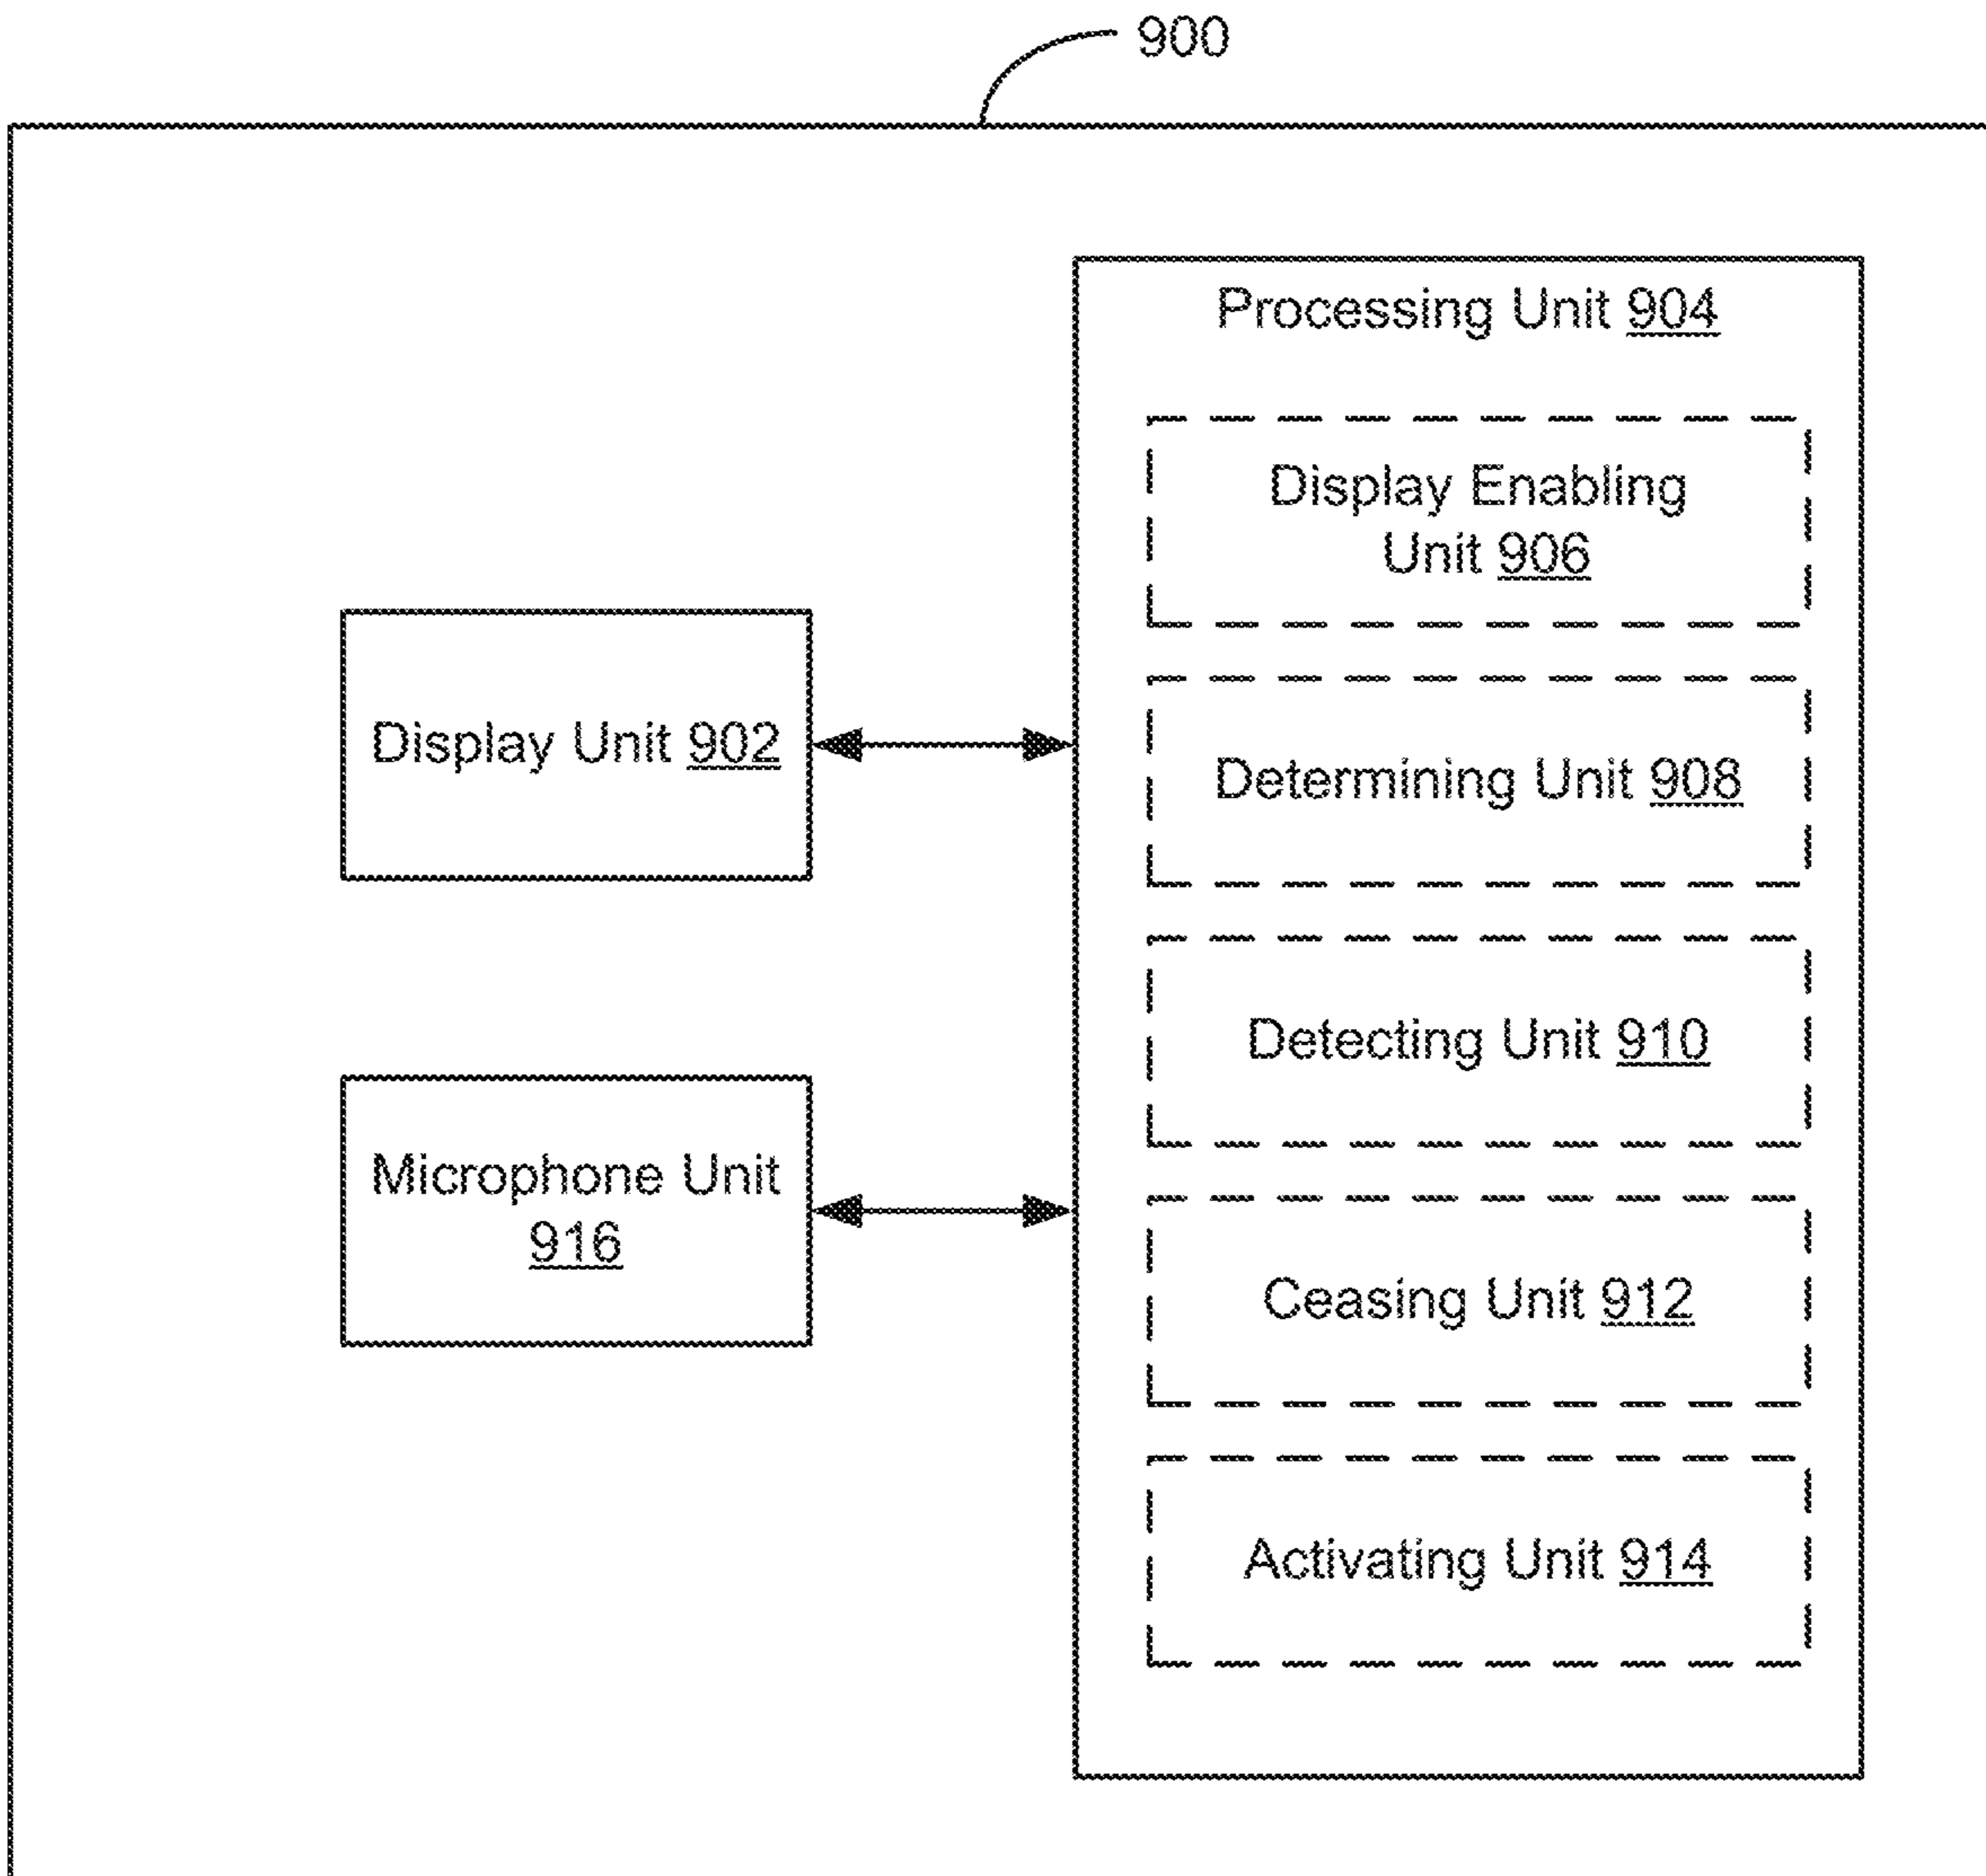 900
Processing Unit 904
Display Enabling
Unit 906
Display Unit 902
Determining Unit 908
Detecting Unit 910
Microphone Unit
916
Ceasing Unit 912
Activating Unit 914